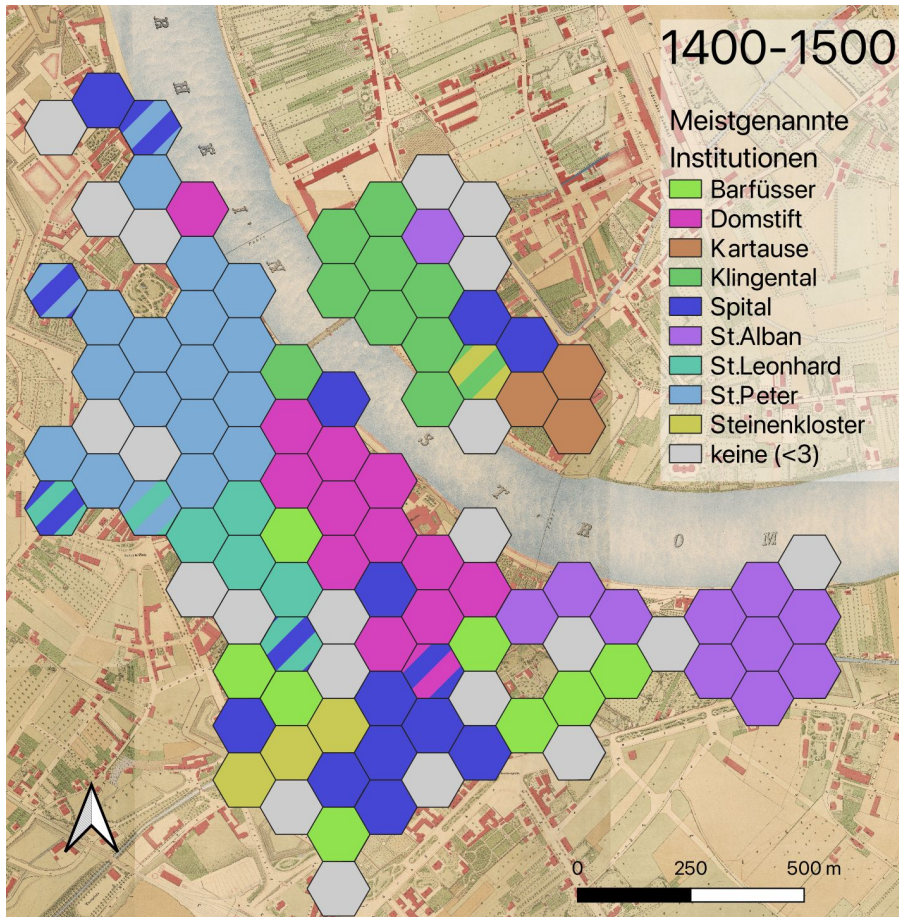 1400-1500
Meistgenannte
Institutionen
Barfüsser
Domstift
Kartause
Klingental
Spital
St.Alban
St.Leonhard
St.Peter
Steinenkloster
keine (<3)
R
H
E
I
N
S
T
R
O
M
0 250 500 m